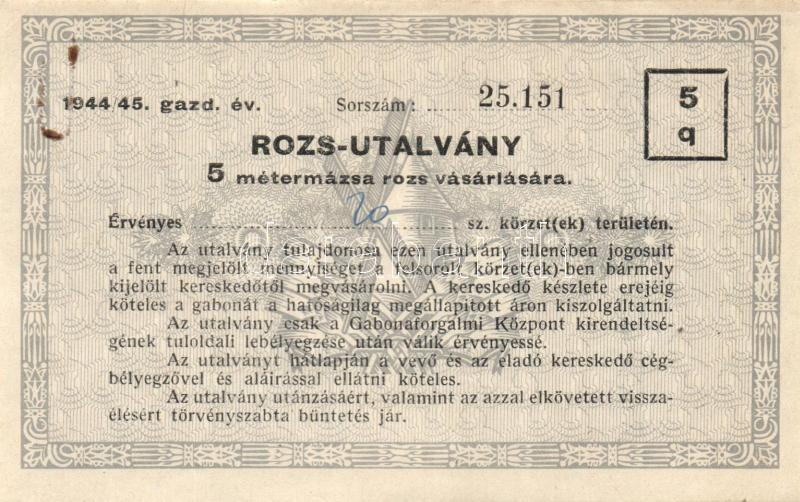 1944/45. gazd. év. Sorszám: 25.151
5
q
ROZS-UTALVÁNY
5 métermázsa rozs vásárlására.
Érvényes 20 sz. körzet(ek) területén.
Az utalvány tulajdonosa ezen utalvány ellenében jogosult
a fent megjelölt mennyiséget a felsorolt körzet(ek)-ben bármely
kijelölt kereskedőtől megvásárolni. A kereskedő készlete erejéig
köteles a gabonát a hatóságilag megállapitott áron kiszolgáltatni.
Az utalvány csak a Gabonaforgalmi Központ kirendeltsé-
gének tuloldali lebélyegzése után válik érvényessé.
Az utalványt hátlapján a vevő és az eladó kereskedő cég-
bélyegzővel és aláirással ellátni köteles.
Az utalvány utánzásáért, valamint az azzal elkövetett vissza-
élésért törvényszabta büntetés jár.